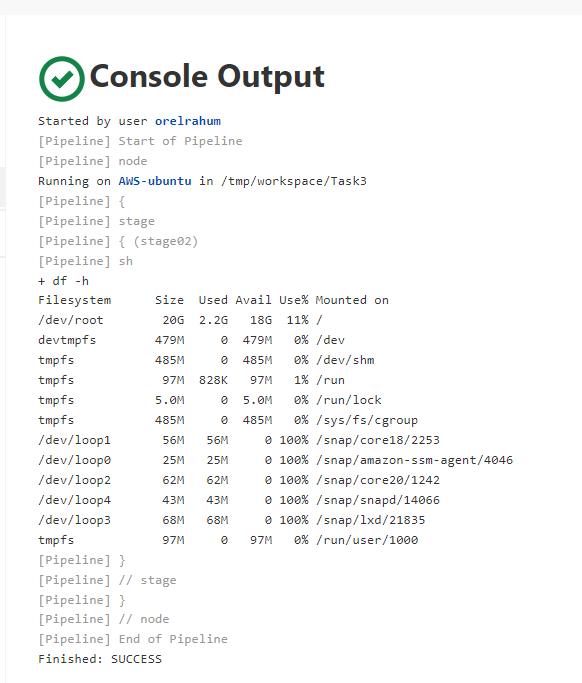 Console Output
Started by user orelrahum
[Pipeline] Start of Pipeline
[Pipeline] node
Running on AWS-ubuntu in /tmp/workspace/Task3
[Pipeline] {
[Pipeline] stage
[Pipeline] { (stage02)
[Pipeline] sh
+ df -h
Filesystem      Size  Used Avail Use% Mounted on
/dev/root        20G  2.2G   18G  11% /
devtmpfs        479M     0  479M   0% /dev
tmpfs           485M     0  485M   0% /dev/shm
tmpfs            97M  828K   97M   1% /run
tmpfs           5.0M     0  5.0M   0% /run/lock
tmpfs           485M     0  485M   0% /sys/fs/cgroup
/dev/loop1       56M   56M     0 100% /snap/core18/2253
/dev/loop0       25M   25M     0 100% /snap/amazon-ssm-agent/4046
/dev/loop2       62M   62M     0 100% /snap/core20/1242
/dev/loop4       43M   43M     0 100% /snap/snapd/14066
/dev/loop3       68M   68M     0 100% /snap/lxd/21835
tmpfs            97M     0   97M   0% /run/user/1000
[Pipeline] }
[Pipeline] // stage
[Pipeline] }
[Pipeline] // node
[Pipeline] End of Pipeline
Finished: SUCCESS